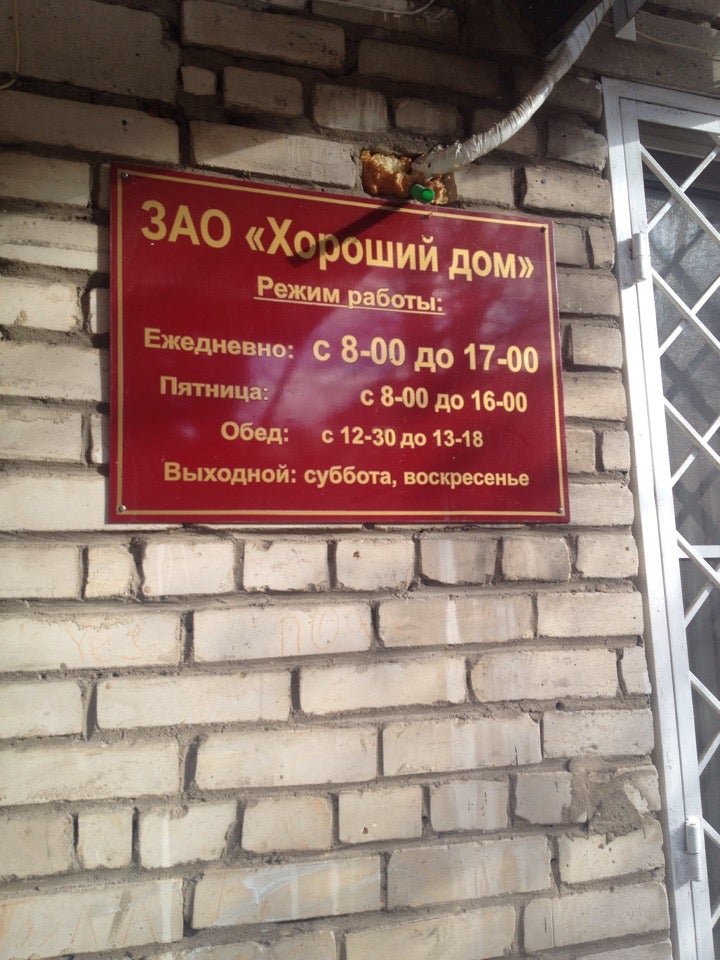 ЗАО «Хороший дом»
Режим работы:
Ежедневно: с 8-00 до 17-00
Пятница: с 8-00 до 16-00
Обед: с 12-30 до 13-18
Выходной: суббота, воскресенье